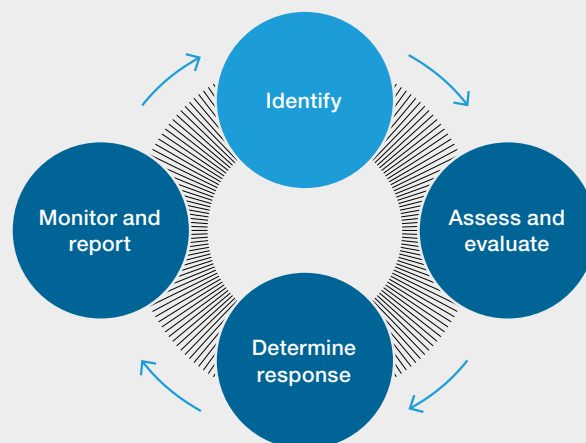 Identify
Assess and
evaluate
Determine
response
Monitor and
report